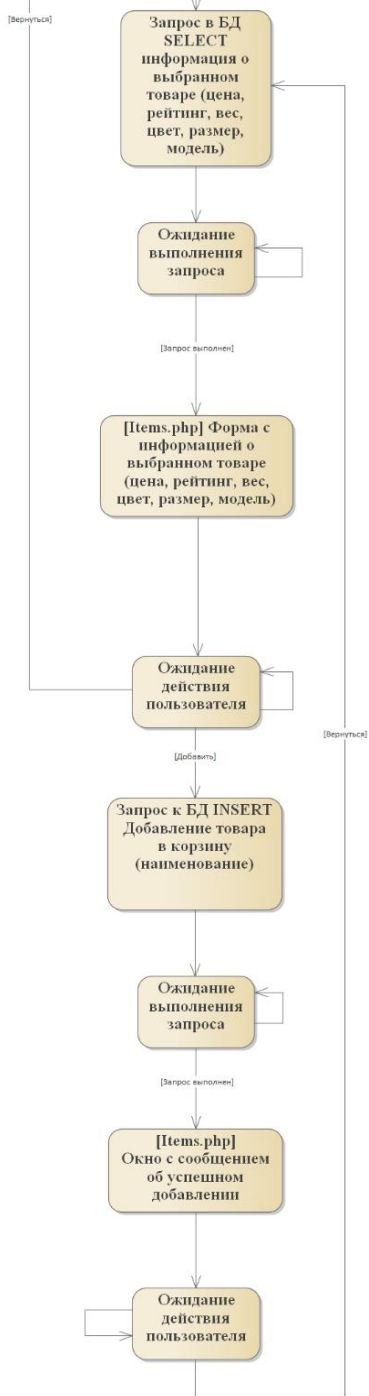 [Вернуться]
Запрос в БД
SELECT
информация о
выбранном
товаре (цена,
рейтинг, вес,
цвет, размер,
модель)
Ожидание
выполнения
запроса
[Запрос выполнен]
[Items.php] Форма с
информацией о
выбранном товаре
(цена, рейтинг, вес,
цвет, размер, модель)
Ожидание
действия
пользователя
[Вернуться]
[Добавить]
Запрос к БД INSERT
Добавление товара
в корзину
(наименование)
Ожидание
выполнения
запроса
[Запрос выполнен]
[Items.php]
Окно с сообщением
об успешном
добавлении
Ожидание
действия
пользователя